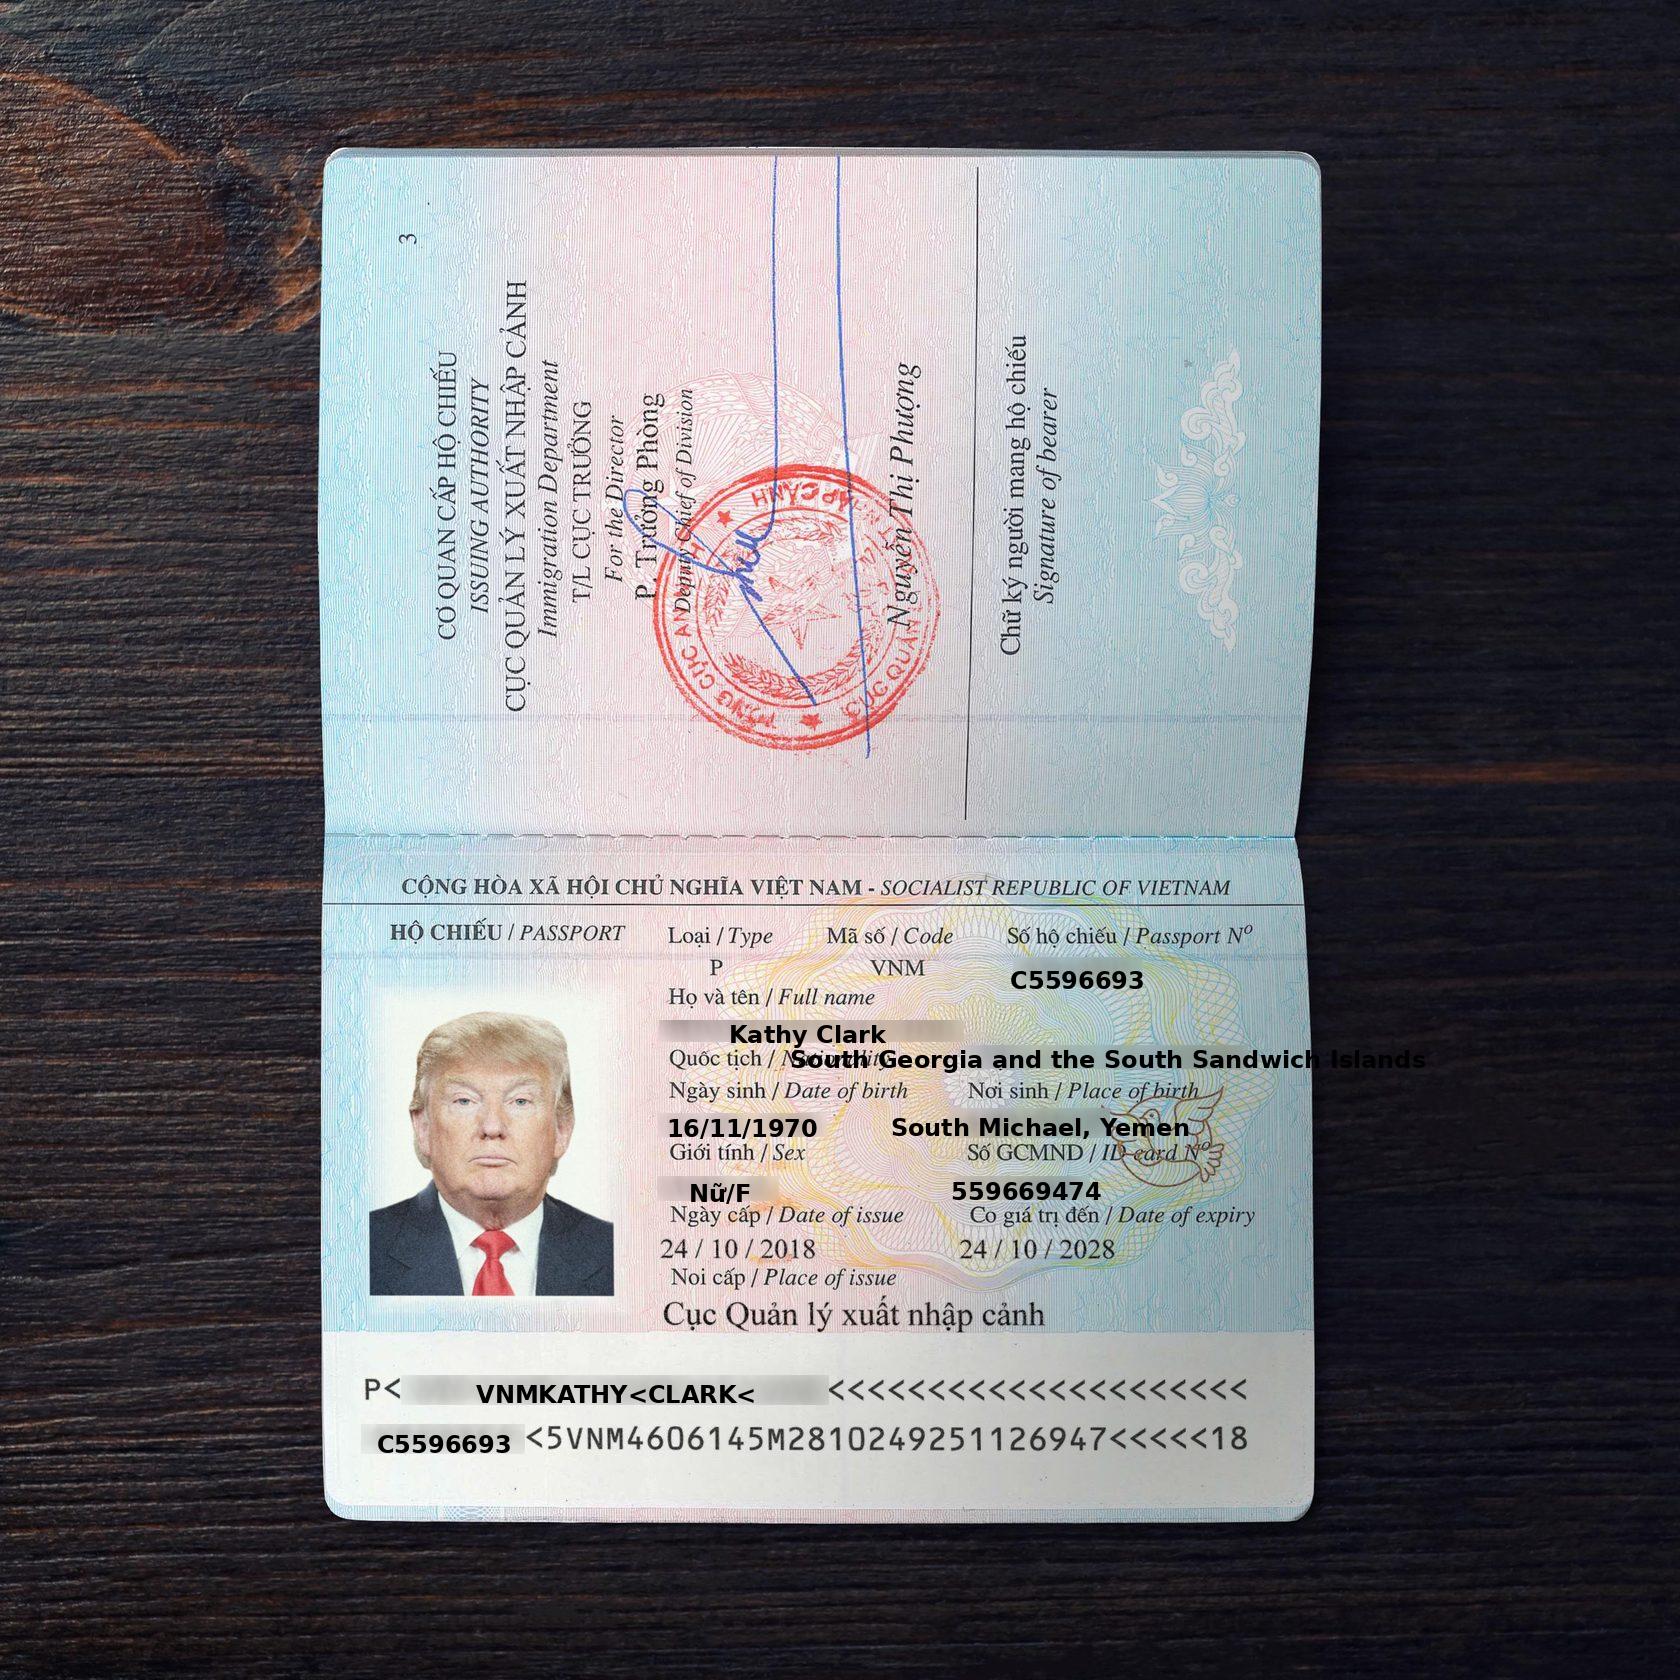 3
CƠ QUAN CẤP HỘ CHIẾU
ISSUING AUTHORITY
CỤC QUẢN LÝ XUẤT NHẬP CẢNH
Immigration Department
T/L CỤC TRƯỞNG
For the Director
P. Trưởng Phòng
Deputy Chief of Division
Nguyễn Thị Phượng
Chữ ký người mang hộ chiếu
Signature of bearer
CỘNG HÒA XÃ HỘI CHỦ NGHĨA VIỆT NAM - SOCIALIST REPUBLIC OF VIETNAM
HỘ CHIẾU / PASSPORT
Loại / Type Mã số / Code Số hộ chiếu / Passport Nº
P VNM C5596693
Họ và tên / Full name
Kathy Clark
Quốc tịch / Nationality South Georgia and the South Sandwich Islands
Ngày sinh / Date of birth Nơi sinh / Place of birth
16/11/1970 South Michael, Yemen
Giới tính / Sex Số GCMND / ID card Nº
Nữ/F 559669474
Ngày cấp / Date of issue Co giá trị đến / Date of expiry
24 / 10 / 2018 24 / 10 / 2028
Noi cấp / Place of issue
Cục Quản lý xuất nhập cảnh
P< VNMKATHY<CLARK< <<<<<<<<<<<<<<<<<<<<<<
C5596693 <5VNM4606145M2810249251126947<<<<<18